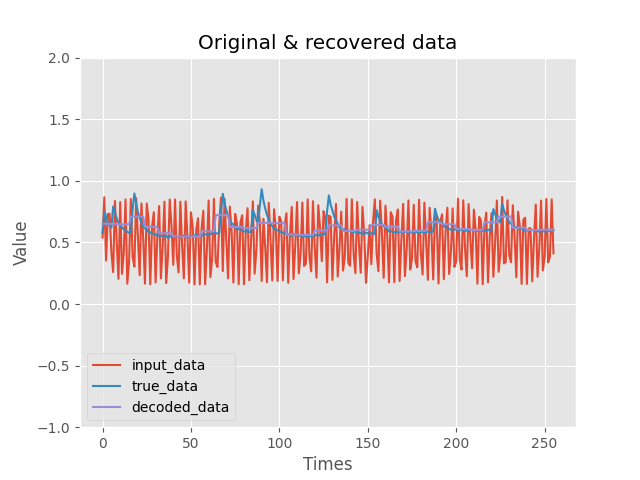 Original & recovered data
2.0
1.5
1.0
0.5
0.0
−0.5
−1.0
Value
input_data
true_data
decoded_data
0 50 100 150 200 250
Times